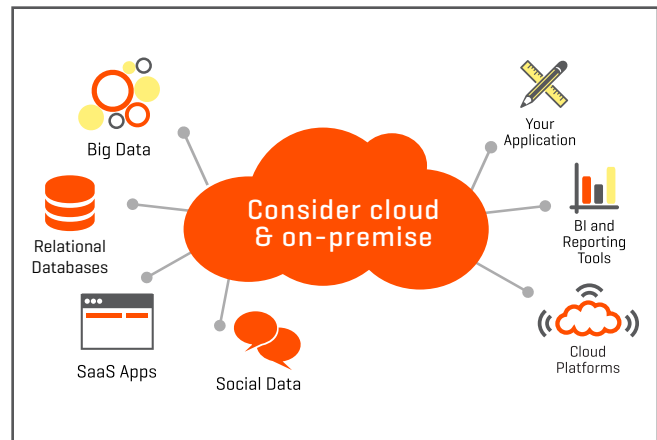 Big Data
Relational
Databases
SaaS Apps
Social Data
Consider cloud
& on-premise
Your
Application
BI and
Reporting
Tools
Cloud
Platforms